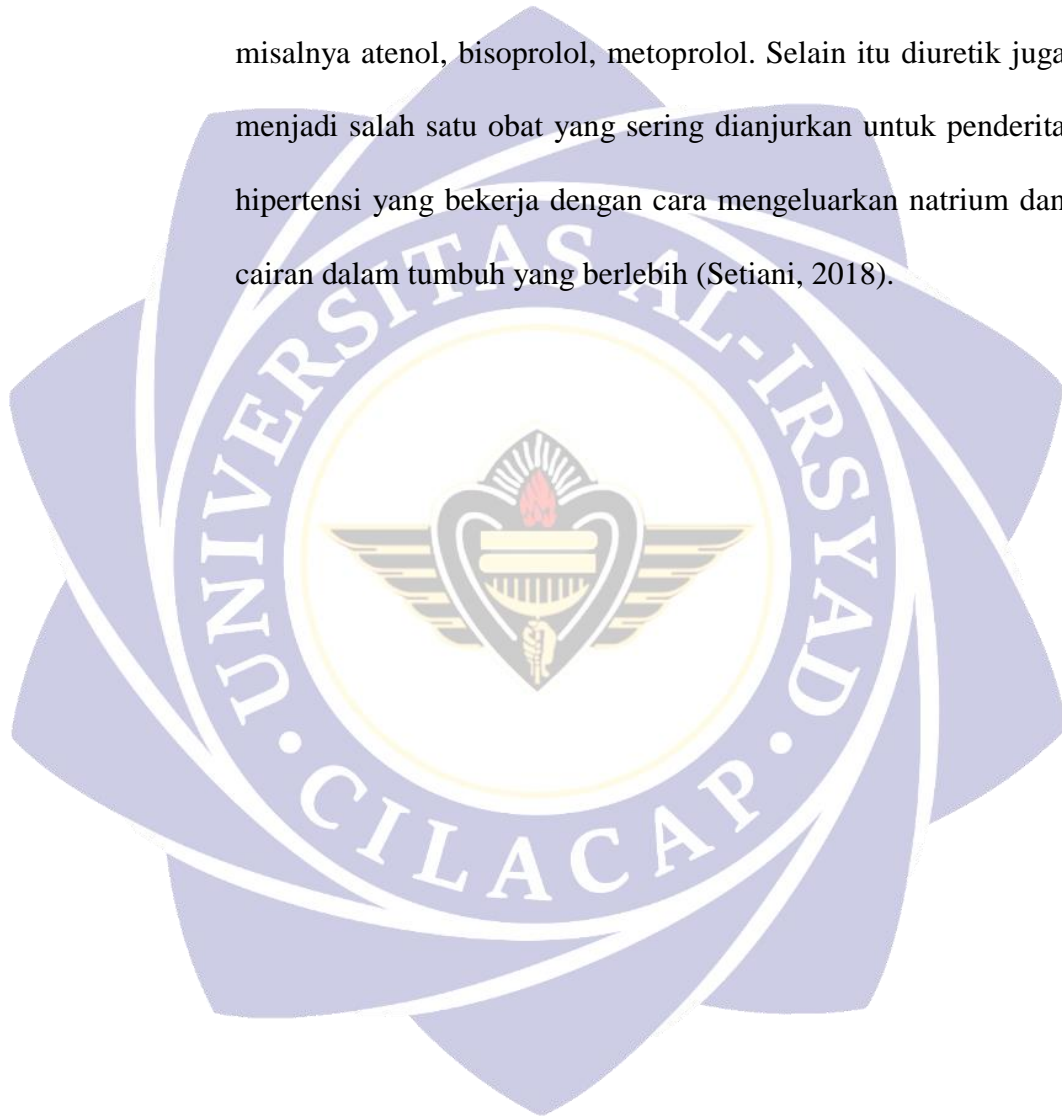 misalnya atenol, bisoprolol, metoprolol. Selain itu diuretik juga
menjadi salah satu obat yang sering dianjurkan untuk penderita
hipertensi yang bekerja dengan cara mengeluarkan natrium dan
cairan dalam tumbuh yang berlebih (Setiani, 2018).
UNIVERSITAS AL-IRSYAD
• CILACAP •